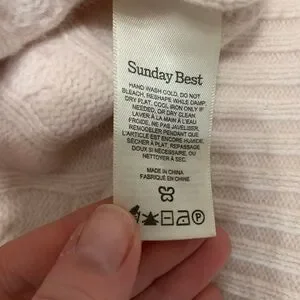 Sunday Best
HAND WASH COLD, DO NOT
BLEACH, RESHAPE WHILE DAMP,
DRY FLAT, COOL IRON ONLY IF
NEEDED, OR DRY CLEAN
LAVER À LA MAIN À L'EAU
FROIDE, NE PAS JAVELISER,
REMODELER PENDANT QUE
L'ARTICLE EST ENCORE HUMIDE,
SÉCHER À PLAT, REPASSAGE
DOUX SI NÉCESSAIRE, OU
NETTOYER À SEC.
MADE IN CHINA
FABRIQUÉ EN CHINE